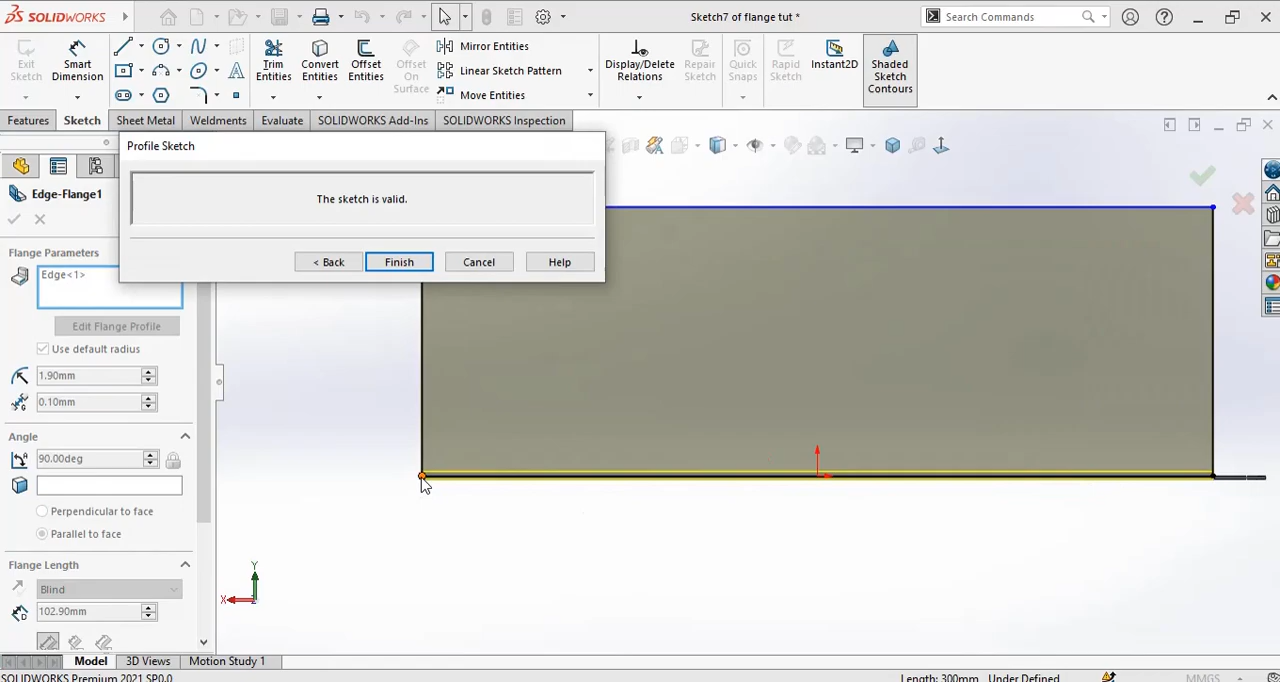 SOLIDWORKS
Sketch7 of flange tut *
Search Commands
Exit Sketch
Smart Dimension
Trim Entities
Convert Entities
Offset Entities
Offset On Surface
Mirror Entities
Linear Sketch Pattern
Move Entities
Display/Delete Relations
Repair Sketch
Quick Snaps
Rapid Sketch
Instant2D
Shaded Sketch Contours
Features
Sketch
Sheet Metal
Weldments
Evaluate
SOLIDWORKS Add-Ins
SOLIDWORKS Inspection
Profile Sketch
The sketch is valid.
< Back
Finish
Cancel
Help
Edge-Flange1
Flange Parameters
Edge<1>
Edit Flange Profile
Use default radius
1.90mm
0.10mm
Angle
90.00deg
Perpendicular to face
Parallel to face
Flange Length
Blind
102.90mm
Y
X
Model
3D Views
Motion Study 1
SOLIDWORKS Premium 2021 SP0.0
Length: 300mm
Under Defined
MMGS